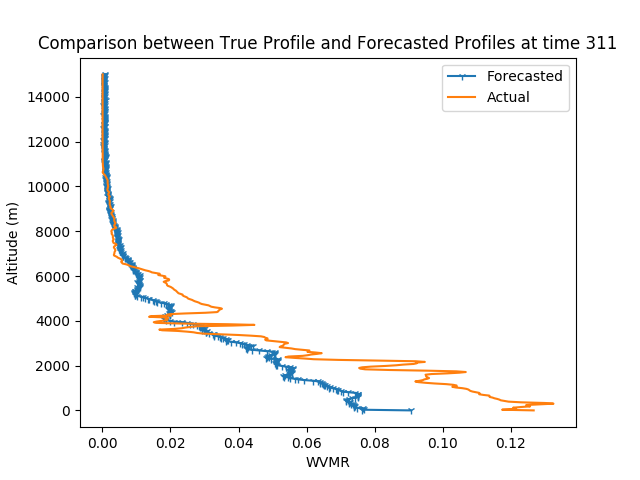 Comparison between True Profile and Forecasted Profiles at time 311
Forecasted
Actual
14000
12000
10000
8000
6000
4000
2000
0
Altitude (m)
0.00 0.02 0.04 0.06 0.08 0.10 0.12
WVMR